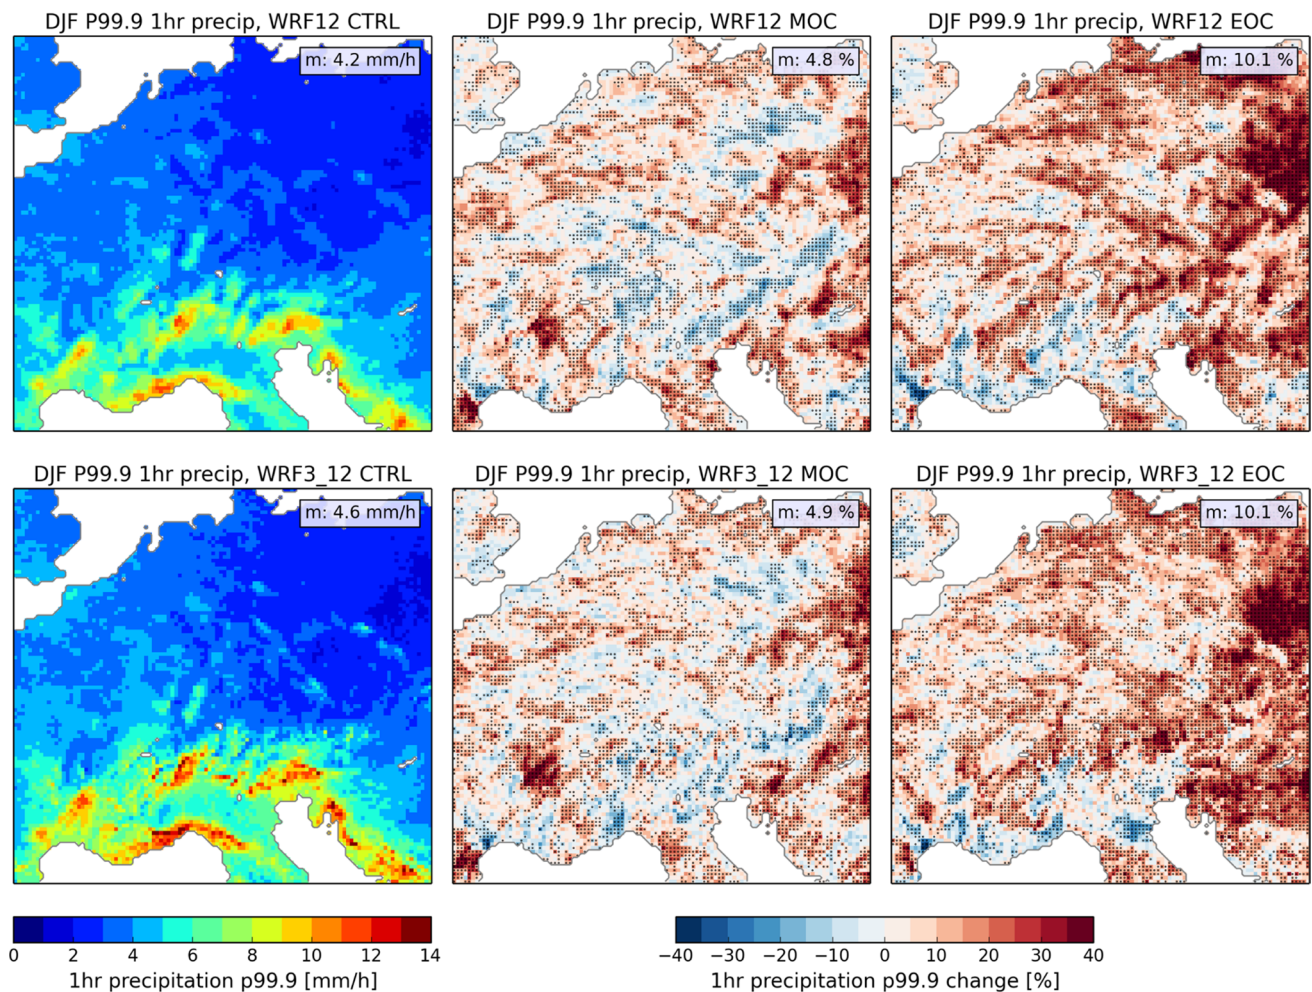 DJF P99.9 1hr precip, WRF12 CTRL
m: 4.2 mm/h
DJF P99.9 1hr precip, WRF12 MOC
m: 4.8 %
DJF P99.9 1hr precip, WRF12 EOC
m: 10.1 %
DJF P99.9 1hr precip, WRF3_12 CTRL
m: 4.6 mm/h
DJF P99.9 1hr precip, WRF3_12 MOC
m: 4.9 %
DJF P99.9 1hr precip, WRF3_12 EOC
m: 10.1 %
0 2 4 6 8 10 12 14
1hr precipitation p99.9 [mm/h]
−40 −30 −20 −10 0 10 20 30 40
1hr precipitation p99.9 change [%]